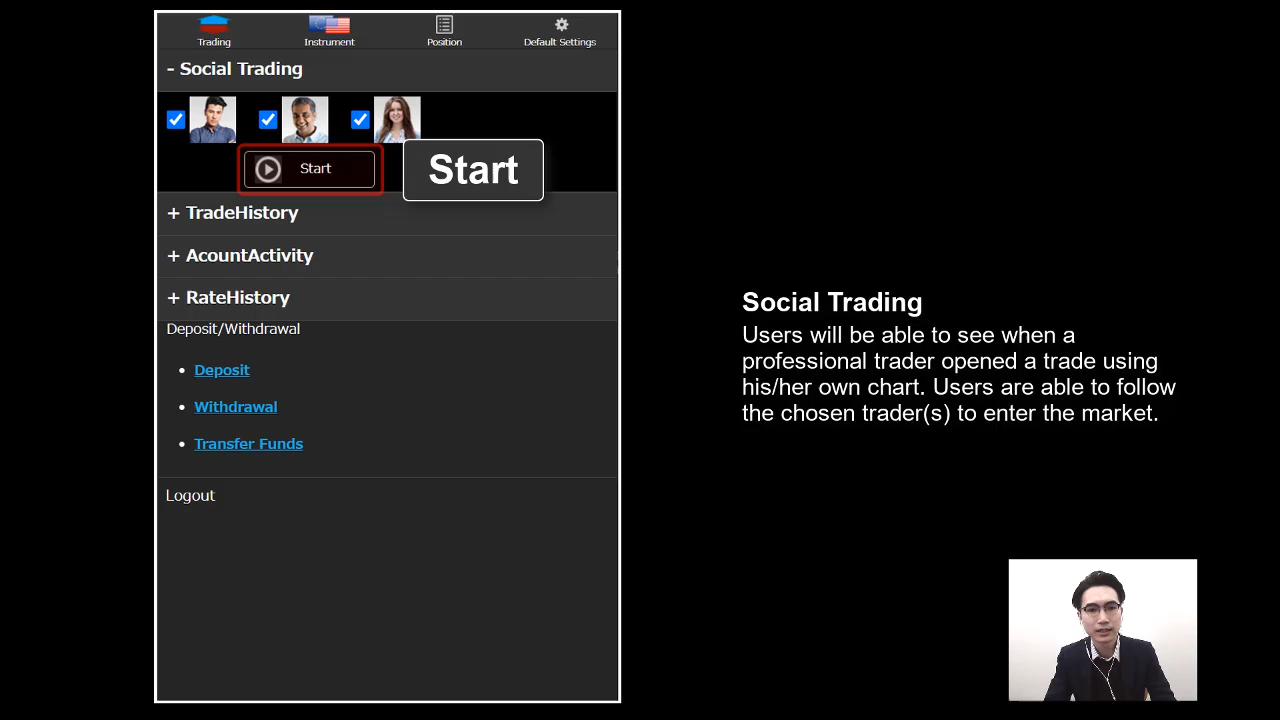 Trading
Instrument
Position
Default Settings
- Social Trading
Start
Start
+ TradeHistory
+ AcountActivity
+ RateHistory
Deposit/Withdrawal
Deposit
Withdrawal
Transfer Funds
Logout
Social Trading
Users will be able to see when a
professional trader opened a trade using
his/her own chart. Users are able to follow
the chosen trader(s) to enter the market.